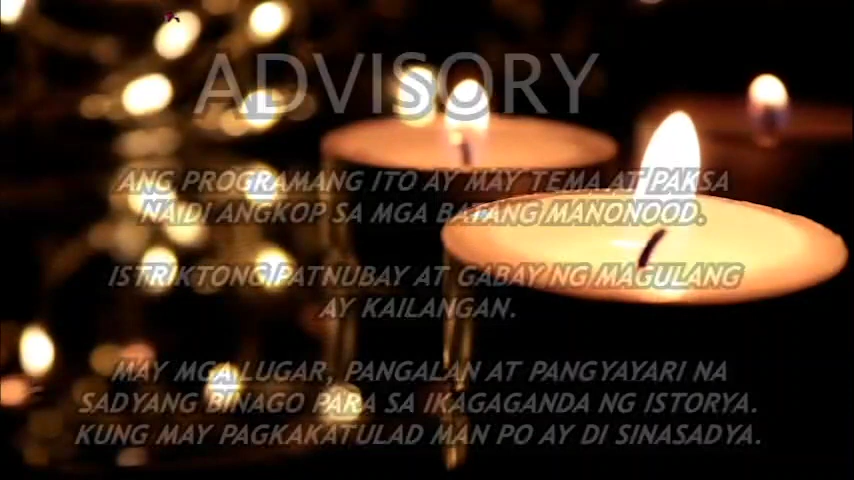 ADVISORY
ANG PROGRAMANG ITO AY MAY TEMA AT PAKSA
NA DI ANGKOP SA MGA BATANG MANONOOD.
ISTRIKTONG PATNUBAY AT GABAY NG MAGULANG
AY KAILANGAN.
MAY MGA LUGAR, PANGALAN AT PANGYAYARI NA
SADYANG BINAGO PARA SA IKAGAGANDA NG ISTORYA.
KUNG MAY PAGKAKATULAD MAN PO AY DI SINASADYA.